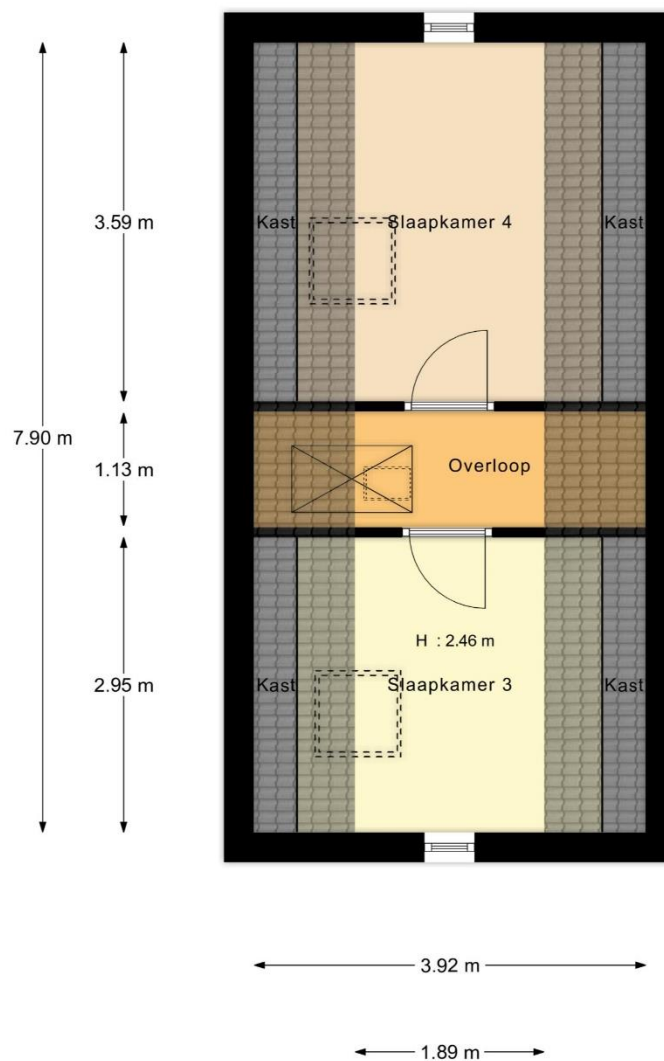 Kast
Slaapkamer 4
Kast
3.59 m
7.90 m
1.13 m
Overloop
H : 2.46 m
2.95 m
Kast
Slaapkamer 3
Kast
3.92 m
1.89 m